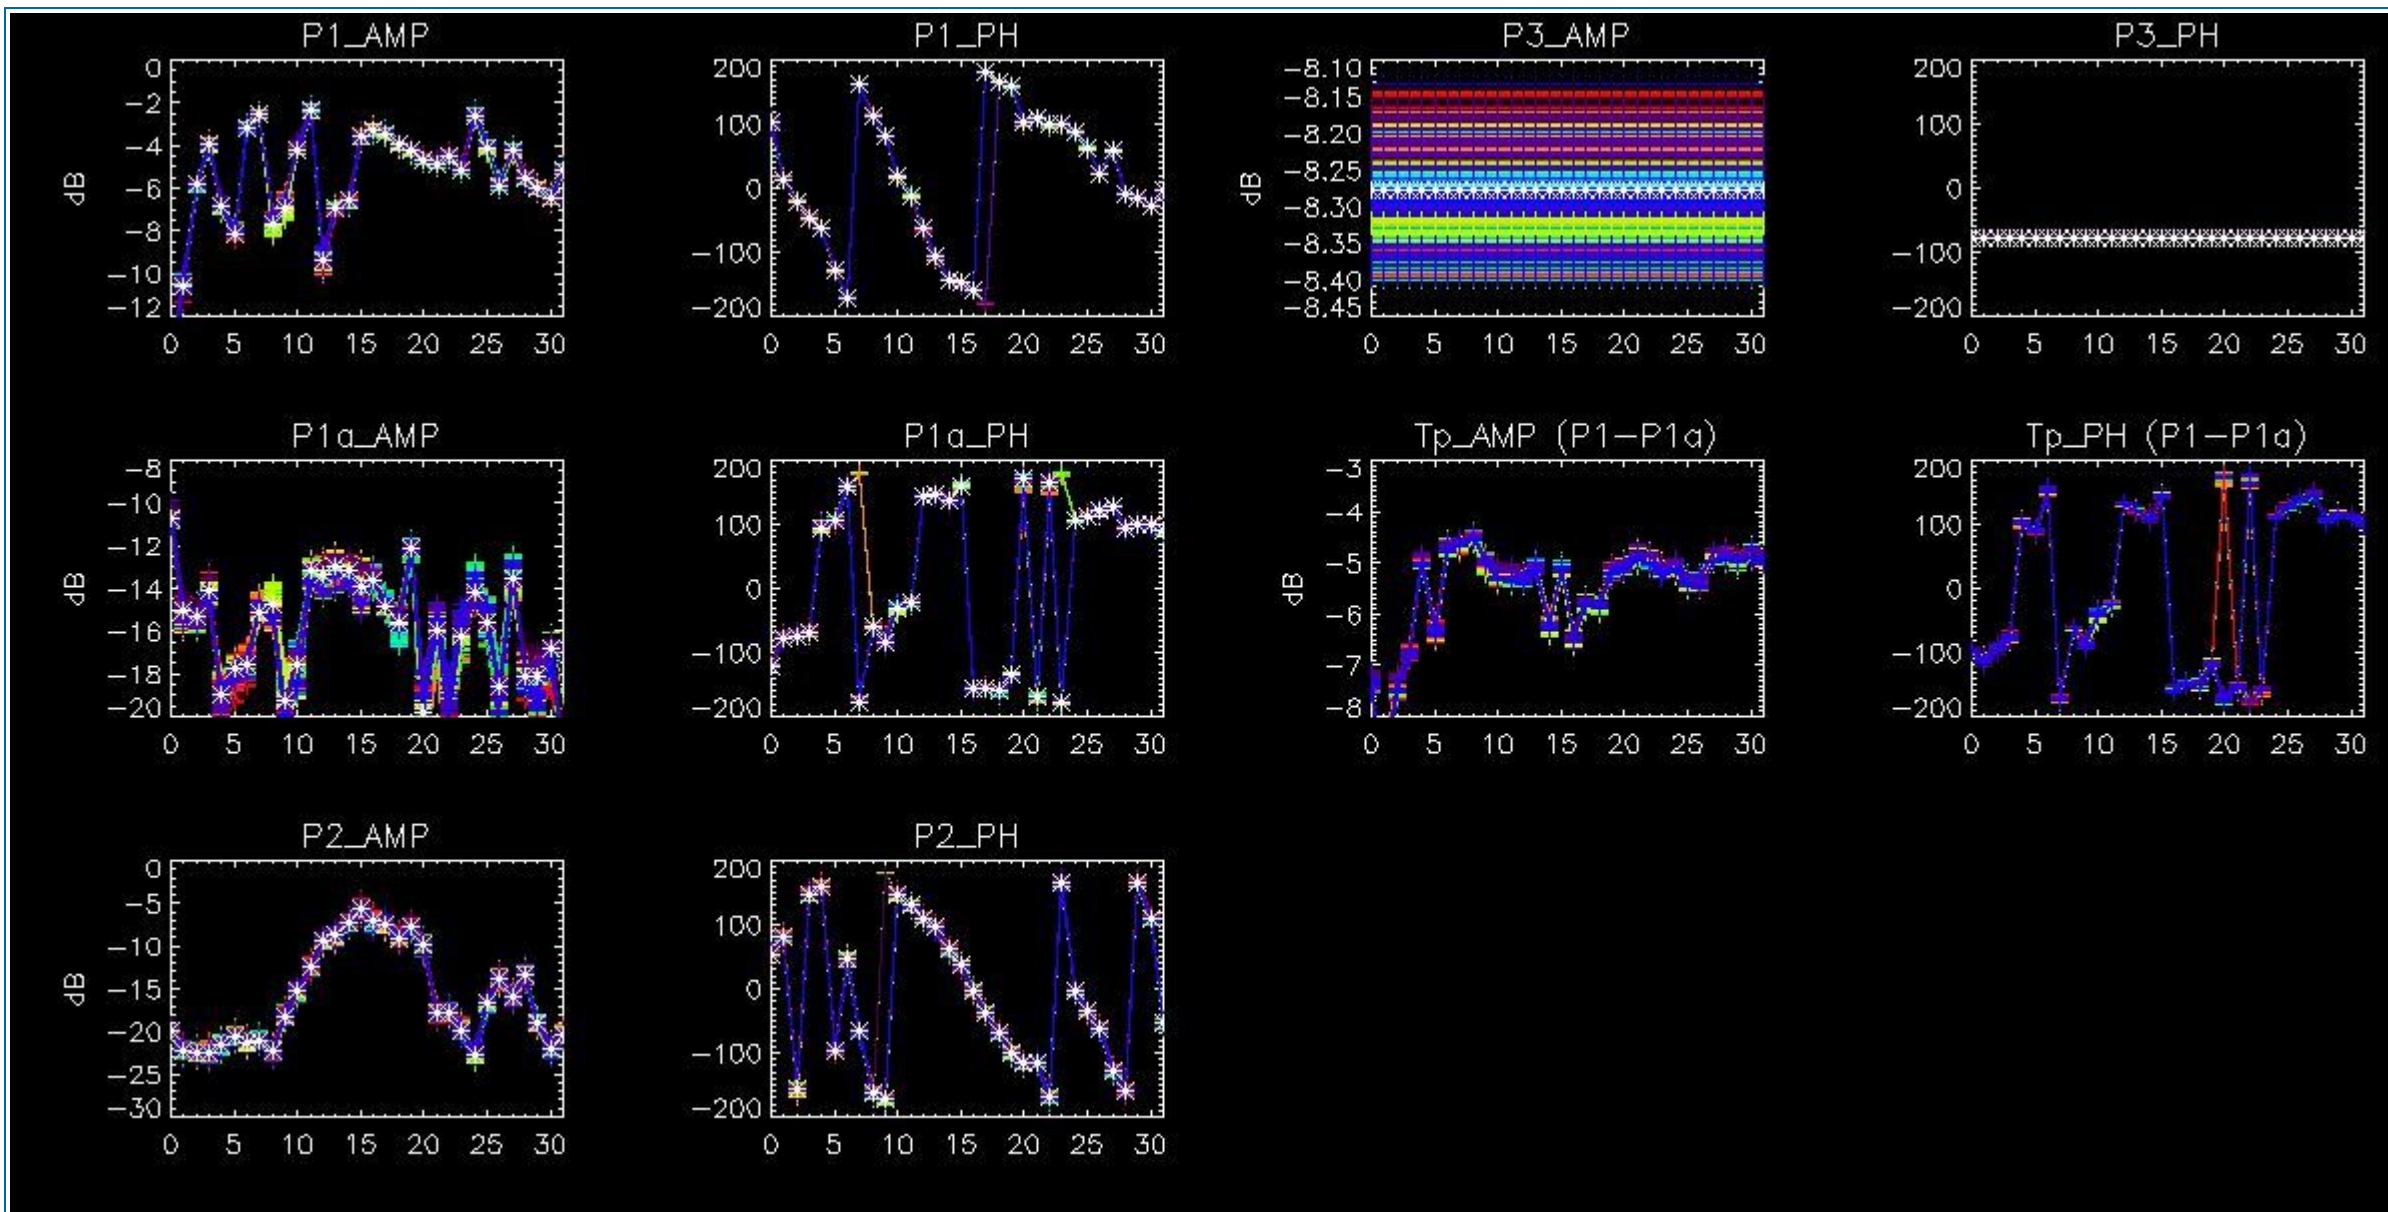 P1_AMP
0
−2
−4
−6
−8
−10
−12
dB
0 5 10 15 20 25 30
P1_PH
200
100
0
−100
−200
0 5 10 15 20 25 30
P3_AMP
−8.10
−8.15
−8.20
−8.25
−8.30
−8.35
−8.40
−8.45
dB
0 5 10 15 20 25 30
P3_PH
200
100
0
−100
−200
0 5 10 15 20 25 30
P1a_AMP
−8
−10
−12
−14
−16
−18
−20
dB
0 5 10 15 20 25 30
P1a_PH
200
100
0
−100
−200
0 5 10 15 20 25 30
Tp_AMP (P1−P1a)
−3
−4
−5
−6
−7
−8
dB
0 5 10 15 20 25 30
Tp_PH (P1−P1a)
200
100
0
−100
−200
0 5 10 15 20 25 30
P2_AMP
0
−5
−10
−15
−20
−25
−30
dB
0 5 10 15 20 25 30
P2_PH
200
100
0
−100
−200
0 5 10 15 20 25 30